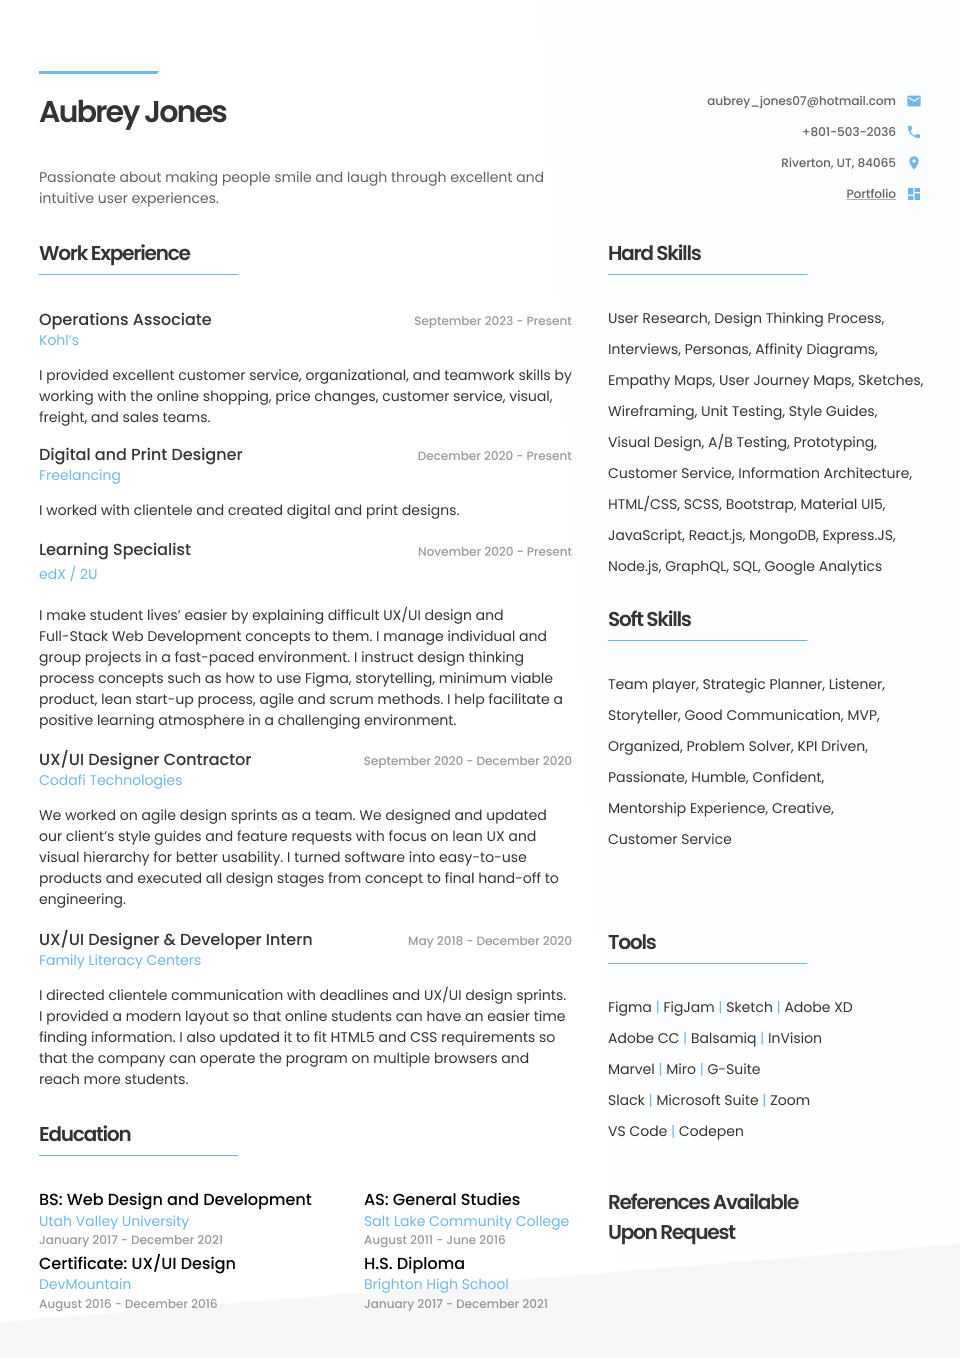 Aubrey Jones
Passionate about making people smile and laugh through excellent and
intuitive user experiences.
aubrey_jones07@hotmail.com
+801-503-2036
Riverton, UT, 84065
Portfolio
Work Experience
Operations Associate
September 2023 - Present
Kohl's
I provided excellent customer service, organizational, and teamwork skills by
working with the online shopping, price changes, customer service, visual,
freight, and sales teams.
Digital and Print Designer
December 2020 - Present
Freelancing
I worked with clientele and created digital and print designs.
Learning Specialist
November 2020 - Present
edX / 2U
I make student lives' easier by explaining difficult UX/UI design and
Full-Stack Web Development concepts to them. I manage individual and
group projects in a fast-paced environment. I instruct design thinking
process concepts such as how to use Figma, storytelling, minimum viable
product, lean start-up process, agile and scrum methods. I help facilitate a
positive learning atmosphere in a challenging environment.
UX/UI Designer Contractor
September 2020 - December 2020
Codafi Technologies
We worked on agile design sprints as a team. We designed and updated
our client's style guides and feature requests with focus on lean UX and
visual hierarchy for better usability. I turned software into easy-to-use
products and executed all design stages from concept to final hand-off to
engineering.
UX/UI Designer & Developer Intern
May 2018 - December 2020
Family Literacy Centers
I directed clientele communication with deadlines and UX/UI design sprints.
I provided a modern layout so that online students can have an easier time
finding information. I also updated it to fit HTML5 and CSS requirements so
that the company can operate the program on multiple browsers and
reach more students.
Education
BS: Web Design and Development
Utah Valley University
January 2017 - December 2021
Certificate: UX/UI Design
DevMountain
August 2016 - December 2016
AS: General Studies
Salt Lake Community College
August 2011 - June 2016
H.S. Diploma
Brighton High School
January 2017 - December 2021
Hard Skills
User Research, Design Thinking Process,
Interviews, Personas, Affinity Diagrams,
Empathy Maps, User Journey Maps, Sketches,
Wireframing, Unit Testing, Style Guides,
Visual Design, A/B Testing, Prototyping,
Customer Service, Information Architecture,
HTML/CSS, SCSS, Bootstrap, Material UI5,
JavaScript, React.js, MongoDB, Express.JS,
Node.js, GraphQL, SQL, Google Analytics
Soft Skills
Team player, Strategic Planner, Listener,
Storyteller, Good Communication, MVP,
Organized, Problem Solver, KPI Driven,
Passionate, Humble, Confident,
Mentorship Experience, Creative,
Customer Service
Tools
Figma | FigJam | Sketch | Adobe XD
Adobe CC | Balsamiq | InVision
Marvel | Miro | G-Suite
Slack | Microsoft Suite | Zoom
VS Code | Codepen
References Available
Upon Request